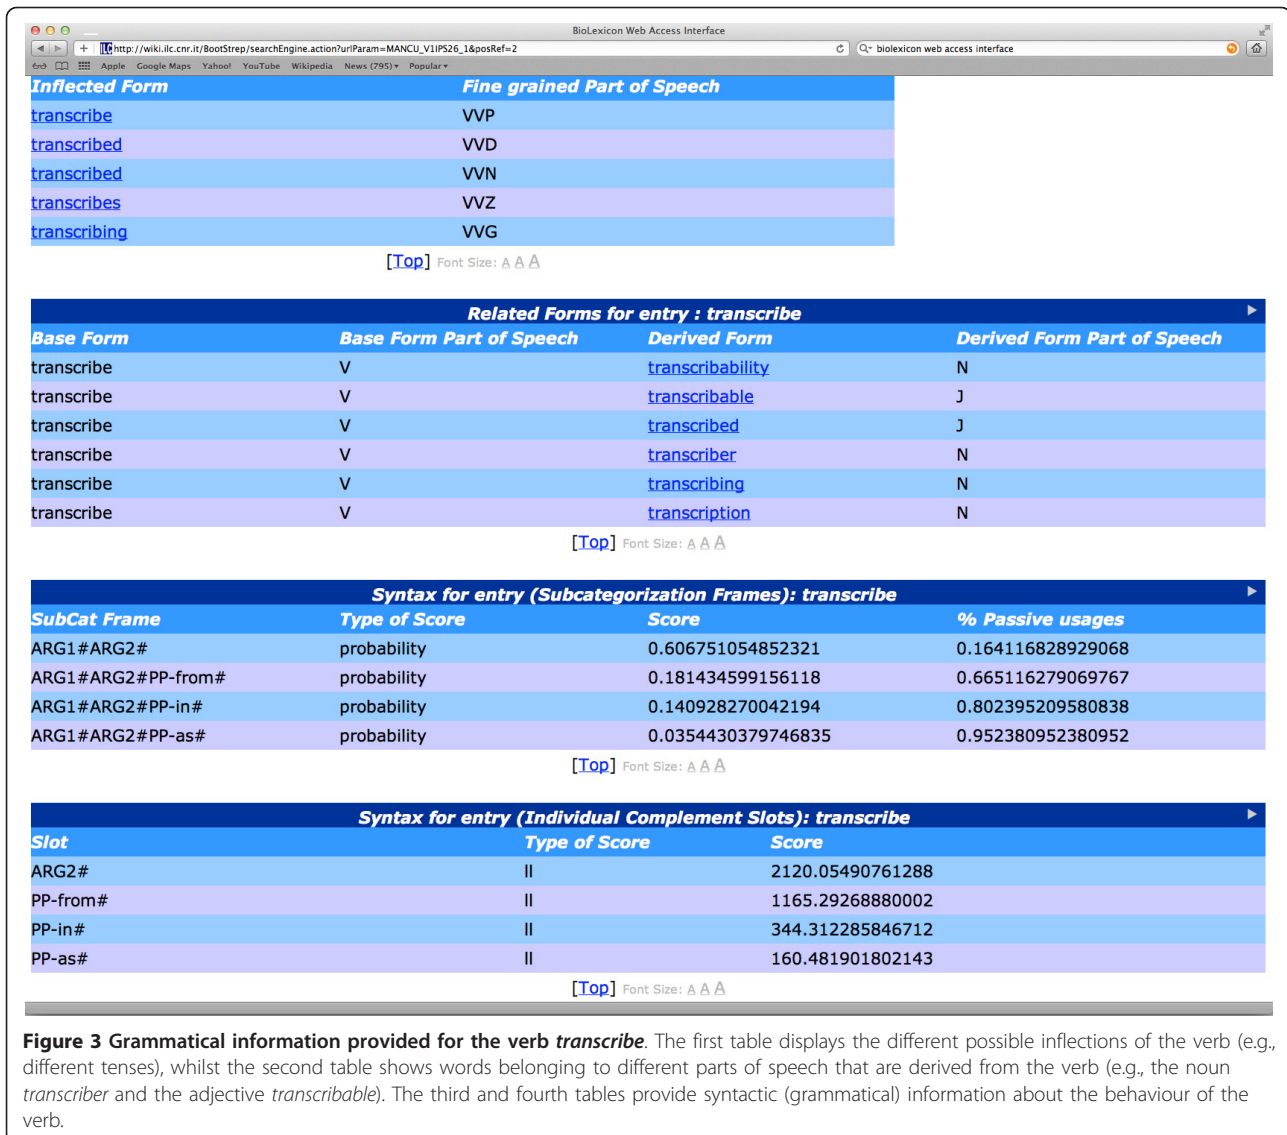 BioLexicon Web Access Interface
http://wiki.ilc.cnr.it/BootStrep/searchEngine.action?urlParam=MANCU_V1IPS26_1&posRef=2 biolexicon web access interface
Apple Google Maps Yahoo! YouTube Wikipedia News (795) Popular
Inflected Form Fine grained Part of Speech
transcribe VVP
transcribed VVD
transcribed VVN
transcribes VVZ
transcribing VVG
[Top] Font Size: A A A
Related Forms for entry : transcribe
Base Form Base Form Part of Speech Derived Form Derived Form Part of Speech
transcribe V transcribability N
transcribe V transcribable J
transcribe V transcribed J
transcribe V transcriber N
transcribe V transcribing N
transcribe V transcription N
[Top] Font Size: A A A
Syntax for entry (Subcategorization Frames): transcribe
SubCat Frame Type of Score Score % Passive usages
ARG1#ARG2# probability 0.606751054852321 0.164116828929068
ARG1#ARG2#PP-from# probability 0.181434599156118 0.665116279069767
ARG1#ARG2#PP-in# probability 0.140928270042194 0.802395209580838
ARG1#ARG2#PP-as# probability 0.0354430379746835 0.952380952380952
[Top] Font Size: A A A
Syntax for entry (Individual Complement Slots): transcribe
Slot Type of Score Score
ARG2# ll 2120.05490761288
PP-from# ll 1165.29268880002
PP-in# ll 344.312285846712
PP-as# ll 160.481901802143
[Top] Font Size: A A A
Figure 3 Grammatical information provided for the verb transcribe. The first table displays the different possible inflections of the verb (e.g.,
different tenses), whilst the second table shows words belonging to different parts of speech that are derived from the verb (e.g., the noun
transcriber and the adjective transcribable). The third and fourth tables provide syntactic (grammatical) information about the behaviour of the
verb.